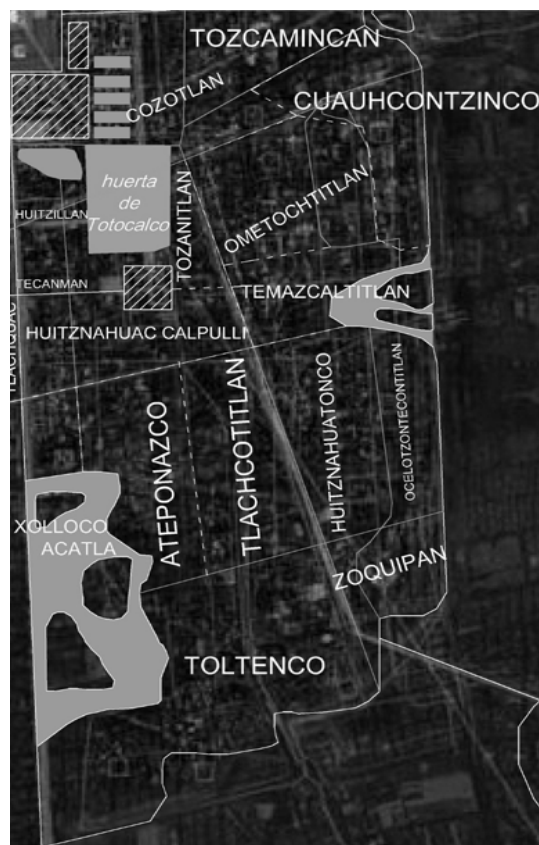 TOZCAMINCAN
COZOTLAN
CUAUHCONTZINCO
huerta
de
Totocalco
HUITZILLAN
TOZANITLAN
OMETOCHTITLAN
TECANMAN
TEMAZCALTITLAN
HUITZNAHUAC CALPULLI
ATEPONAZCO
TLACHCOTITLAN
HUITZNAHUATONCO
OCELOTZONTECONTITLAN
XOLLOCO
ACATLA
ZOQUIPAN
TOLTENCO